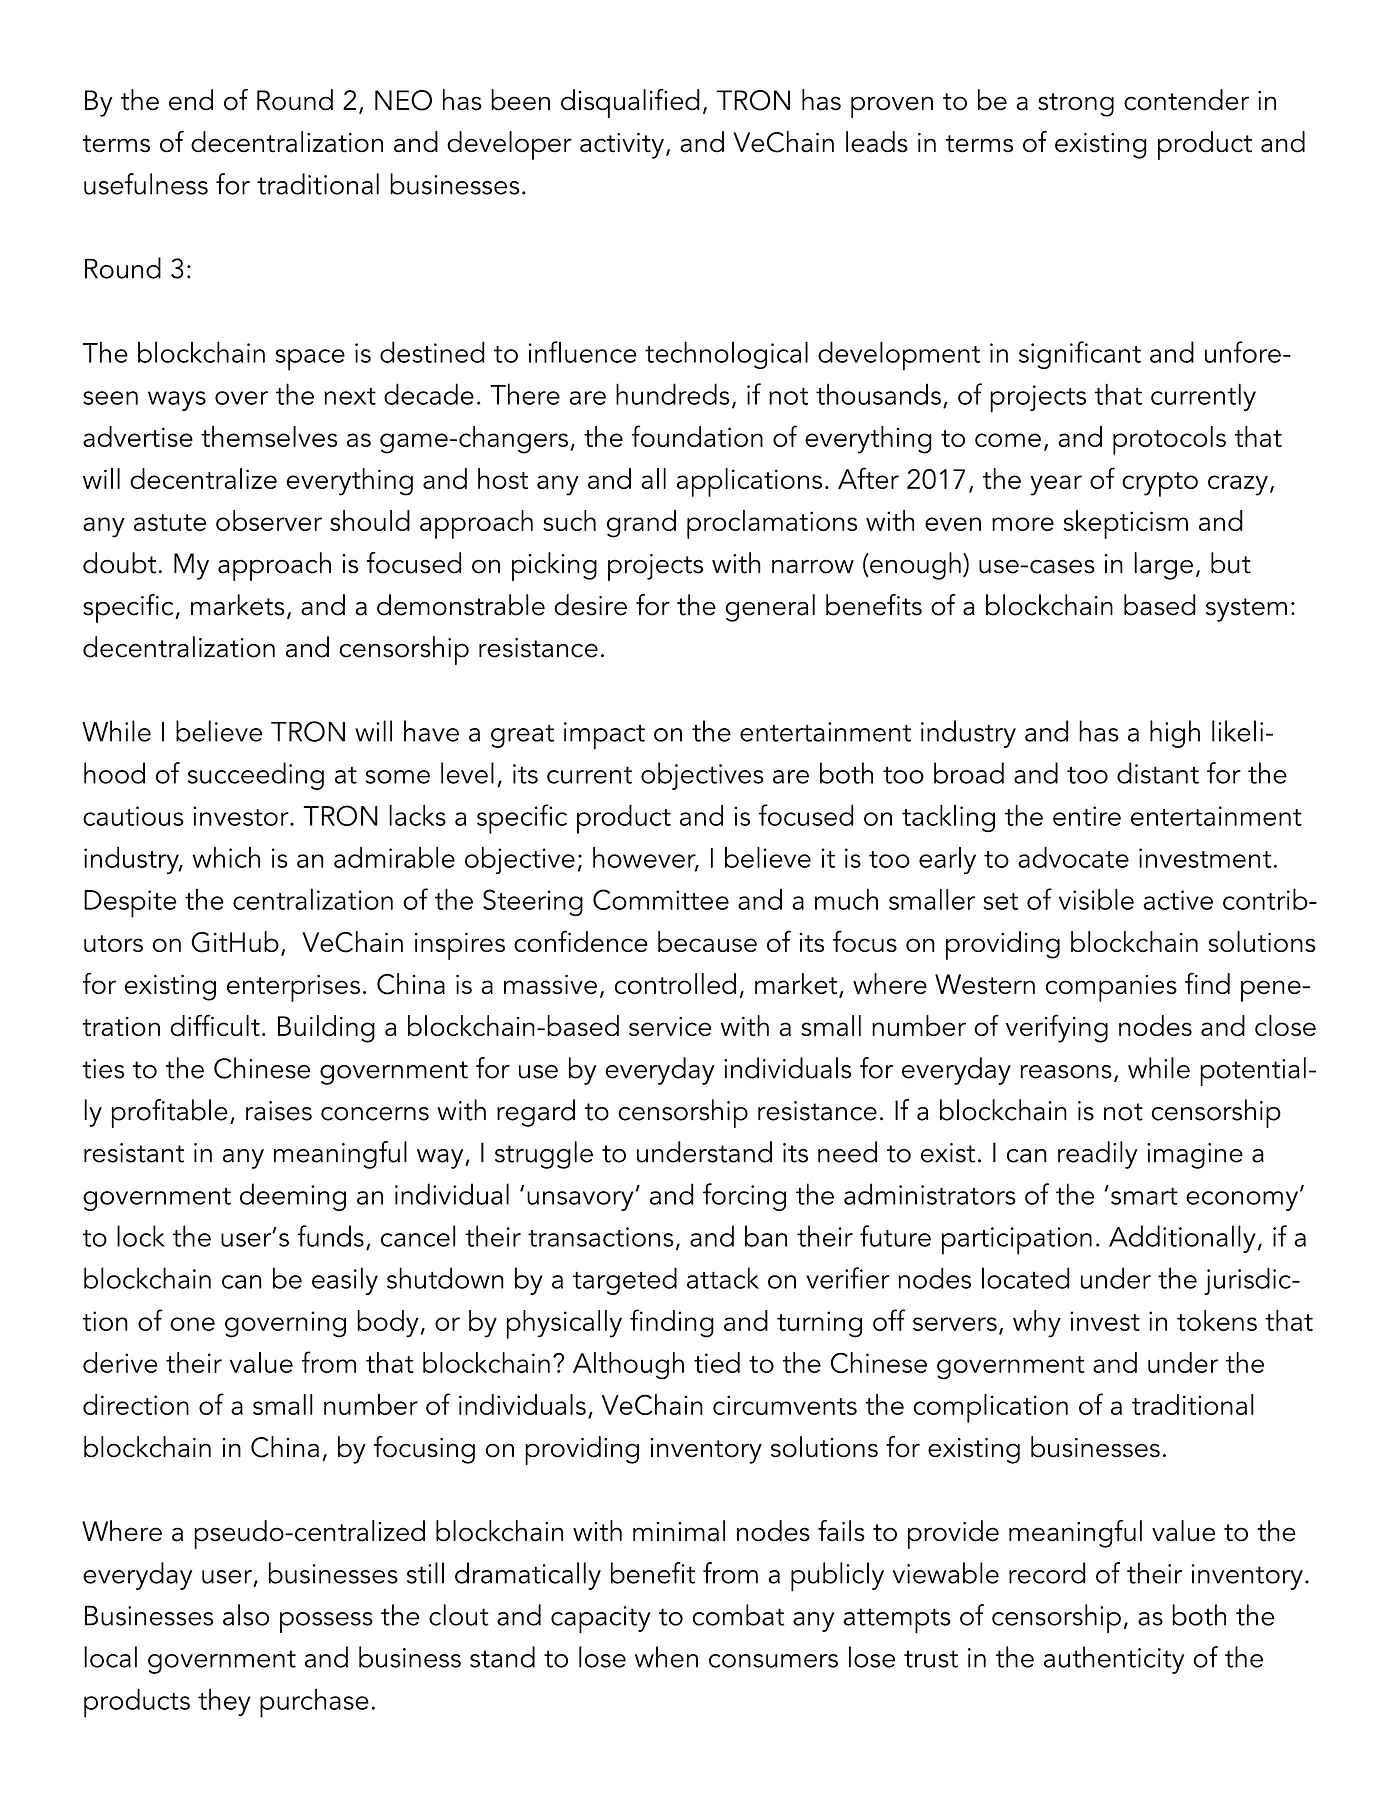 By the end of Round 2, NEO has been disqualified, TRON has proven to be a strong contender in
terms of decentralization and developer activity, and VeChain leads in terms of existing product and
usefulness for traditional businesses.
Round 3:
The blockchain space is destined to influence technological development in significant and unfore-
seen ways over the next decade. There are hundreds, if not thousands, of projects that currently
advertise themselves as game-changers, the foundation of everything to come, and protocols that
will decentralize everything and host any and all applications. After 2017, the year of crypto crazy,
any astute observer should approach such grand proclamations with even more skepticism and
doubt. My approach is focused on picking projects with narrow (enough) use-cases in large, but
specific, markets, and a demonstrable desire for the general benefits of a blockchain based system:
decentralization and censorship resistance.
While I believe TRON will have a great impact on the entertainment industry and has a high likeli-
hood of succeeding at some level, its current objectives are both too broad and too distant for the
cautious investor. TRON lacks a specific product and is focused on tackling the entire entertainment
industry, which is an admirable objective; however, I believe it is too early to advocate investment.
Despite the centralization of the Steering Committee and a much smaller set of visible active contrib-
utors on GitHub,  VeChain inspires confidence because of its focus on providing blockchain solutions
for existing enterprises. China is a massive, controlled, market, where Western companies find pene-
tration difficult. Building a blockchain-based service with a small number of verifying nodes and close
ties to the Chinese government for use by everyday individuals for everyday reasons, while potential-
ly profitable, raises concerns with regard to censorship resistance. If a blockchain is not censorship
resistant in any meaningful way, I struggle to understand its need to exist. I can readily imagine a
government deeming an individual ‘unsavory’ and forcing the administrators of the ‘smart economy’
to lock the user’s funds, cancel their transactions, and ban their future participation. Additionally, if a
blockchain can be easily shutdown by a targeted attack on verifier nodes located under the jurisdic-
tion of one governing body, or by physically finding and turning off servers, why invest in tokens that
derive their value from that blockchain? Although tied to the Chinese government and under the
direction of a small number of individuals, VeChain circumvents the complication of a traditional
blockchain in China, by focusing on providing inventory solutions for existing businesses.
Where a pseudo-centralized blockchain with minimal nodes fails to provide meaningful value to the
everyday user, businesses still dramatically benefit from a publicly viewable record of their inventory.
Businesses also possess the clout and capacity to combat any attempts of censorship, as both the
local government and business stand to lose when consumers lose trust in the authenticity of the
products they purchase.